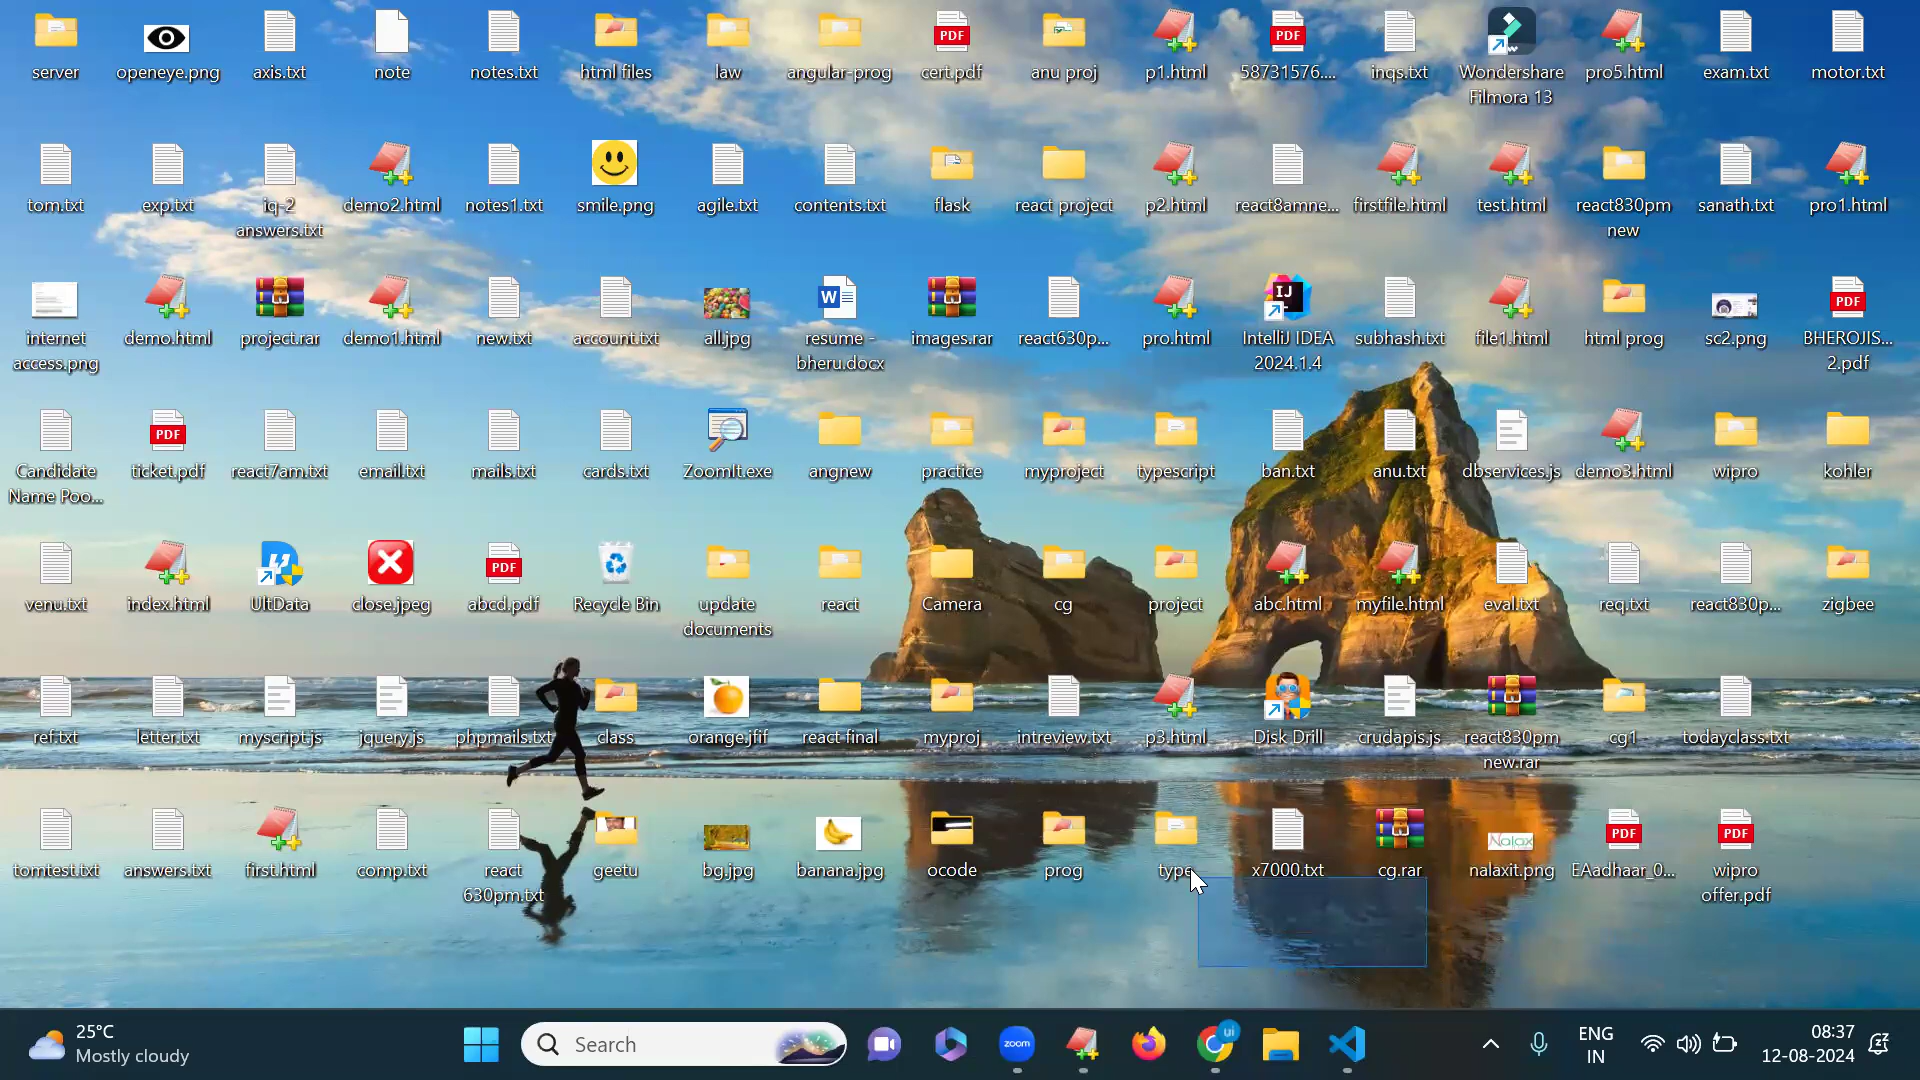 server
openeye.png
axis.txt
note
notes.txt
html files
law
angular-prog
cert.pdf
anu proj
p1.html
58731576....
inqs.txt
Wondershare
Filmora 13
pro5.html
exam.txt
motor.txt
tom.txt
exp.txt
iq-2
answers.txt
demo2.html
notes1.txt
smile.png
agile.txt
contents.txt
flask
react project
p2.html
react8amne...
firstfile.html
test.html
react830pm
new
sanath.txt
pro1.html
internet
access.png
demo.html
project.rar
demo1.html
new.txt
account.txt
all.jpg
resume -
bheru.docx
images.rar
react630p...
pro.html
IntelliJ IDEA
2024.1.4
subhash.txt
file1.html
html prog
sc2.png
BHEROJIS...
2.pdf
Candidate
Name Poo...
ticket.pdf
react7am.txt
email.txt
mails.txt
cards.txt
ZoomIt.exe
angnew
practice
myproject
typescript
ban.txt
anu.txt
dbservices.js
demo3.html
wipro
kohler
venu.txt
index.html
UltData
close.jpeg
abcd.pdf
Recycle Bin
update
documents
react
Camera
cg
project
abc.html
myfile.html
eval.txt
req.txt
react830p...
zigbee
ref.txt
letter.txt
myscript.js
jquery.js
phpmails.txt
class
orange.jfif
react final
myproj
intreview.txt
p3.html
Disk Drill
crudapis.js
react830pm
new.rar
cg1
todayclass.txt
tomtest.txt
answers.txt
first.html
comp.txt
react
630pm.txt
geetu
bg.jpg
banana.jpg
ocode
prog
type
x7000.txt
cg.rar
nalaxit.png
EAadhaar_0...
wipro
offer.pdf
25°C
Mostly cloudy
Search
zoom
ui
ENG
IN
08:37
12-08-2024